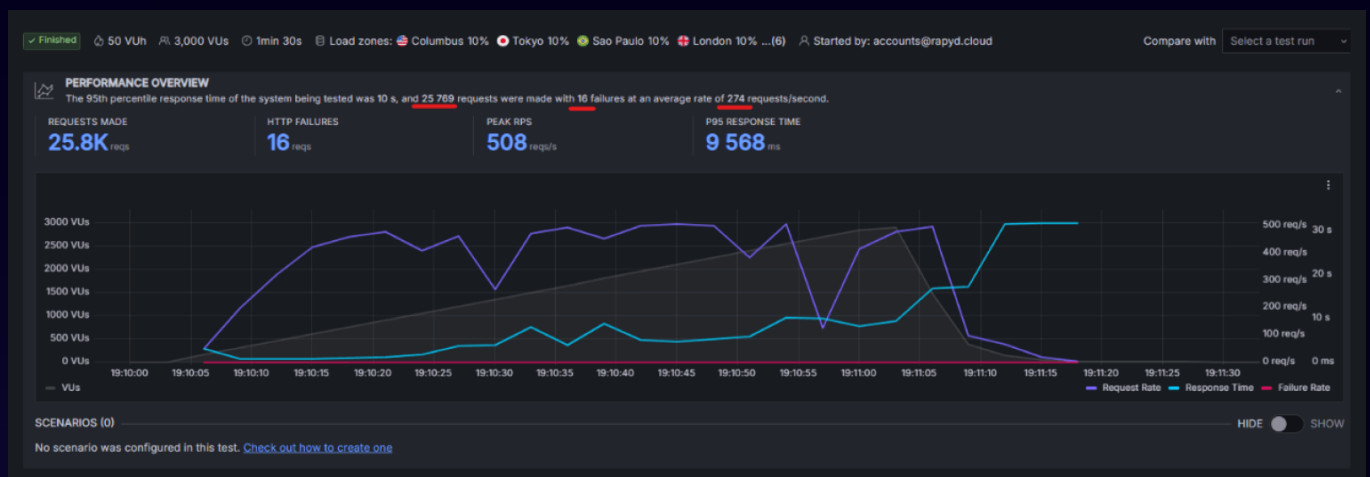 Finished 50 VUh 3,000 VUs 1min 30s Load zones: Columbus 10% Tokyo 10% Sao Paulo 10% London 10% ...(6) Started by: accounts@rapyd.cloud Compare with Select a test run
PERFORMANCE OVERVIEW
The 95th percentile response time of the system being tested was 10 s, and 25 769 requests were made with 16 failures at an average rate of 274 requests/second.
REQUESTS MADE HTTP FAILURES PEAK RPS P95 RESPONSE TIME
25.8K reqs 16 reqs 508 reqs/s 9 568 ms
3000 VUs 500 req/s 30 s
2500 VUs 400 req/s
2000 VUs 300 req/s 20 s
1500 VUs 200 req/s
1000 VUs 10 s
500 VUs 100 req/s
0 VUs 0 req/s 0 ms
19:10:00 19:10:05 19:10:10 19:10:15 19:10:20 19:10:25 19:10:30 19:10:35 19:10:40 19:10:45 19:10:50 19:10:55 19:11:00 19:11:05 19:11:10 19:11:15 19:11:20 19:11:25 19:11:30
VUs Request Rate Response Time Failure Rate
SCENARIOS (0) HIDE SHOW
No scenario was configured in this test. Check out how to create one